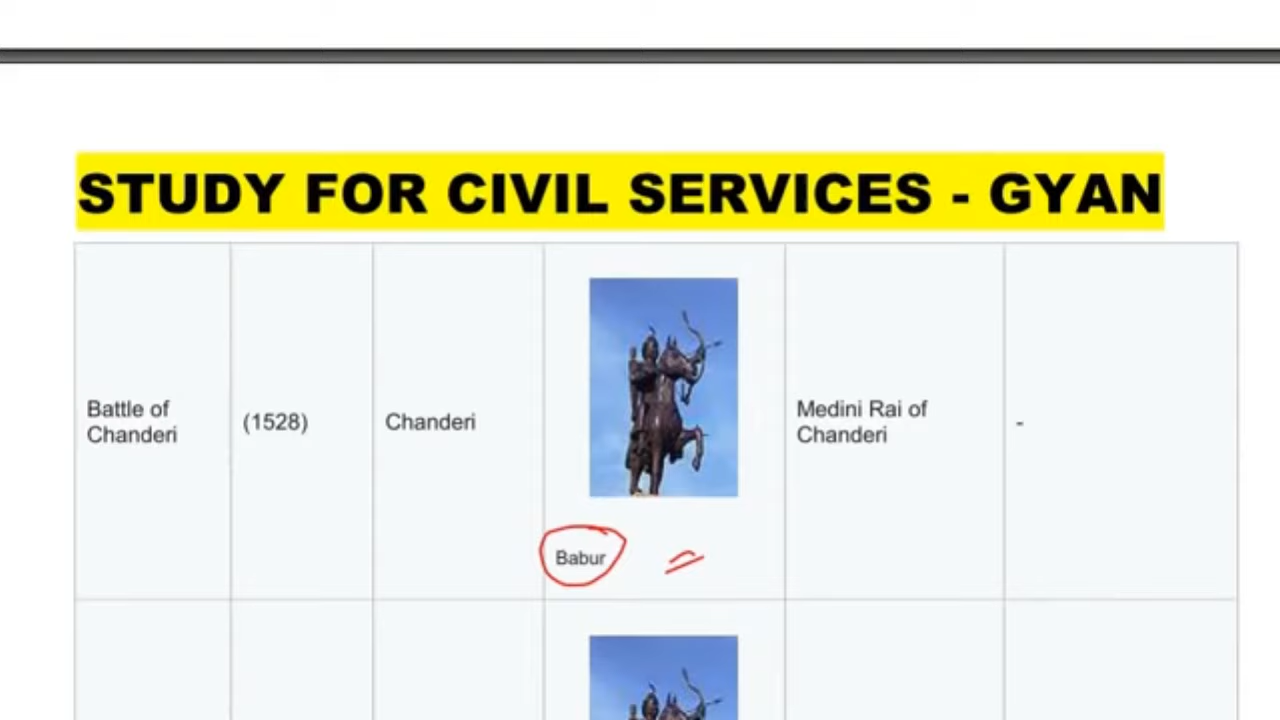 STUDY FOR CIVIL SERVICES - GYAN
Battle of
Chanderi
(1528)
Chanderi
Babur
Medini Rai of
Chanderi
-